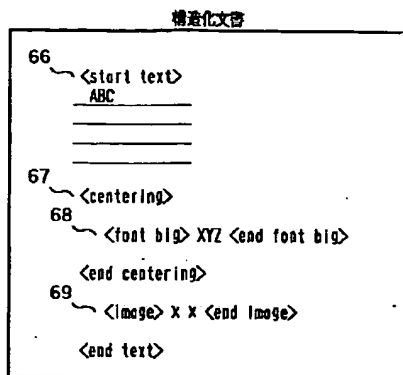 構造化文書
66
<start text>
ABC
67
<centering>
68
<font big> XYZ <end font big>
<end centering>
69
<image> X X <end image>
<end text>